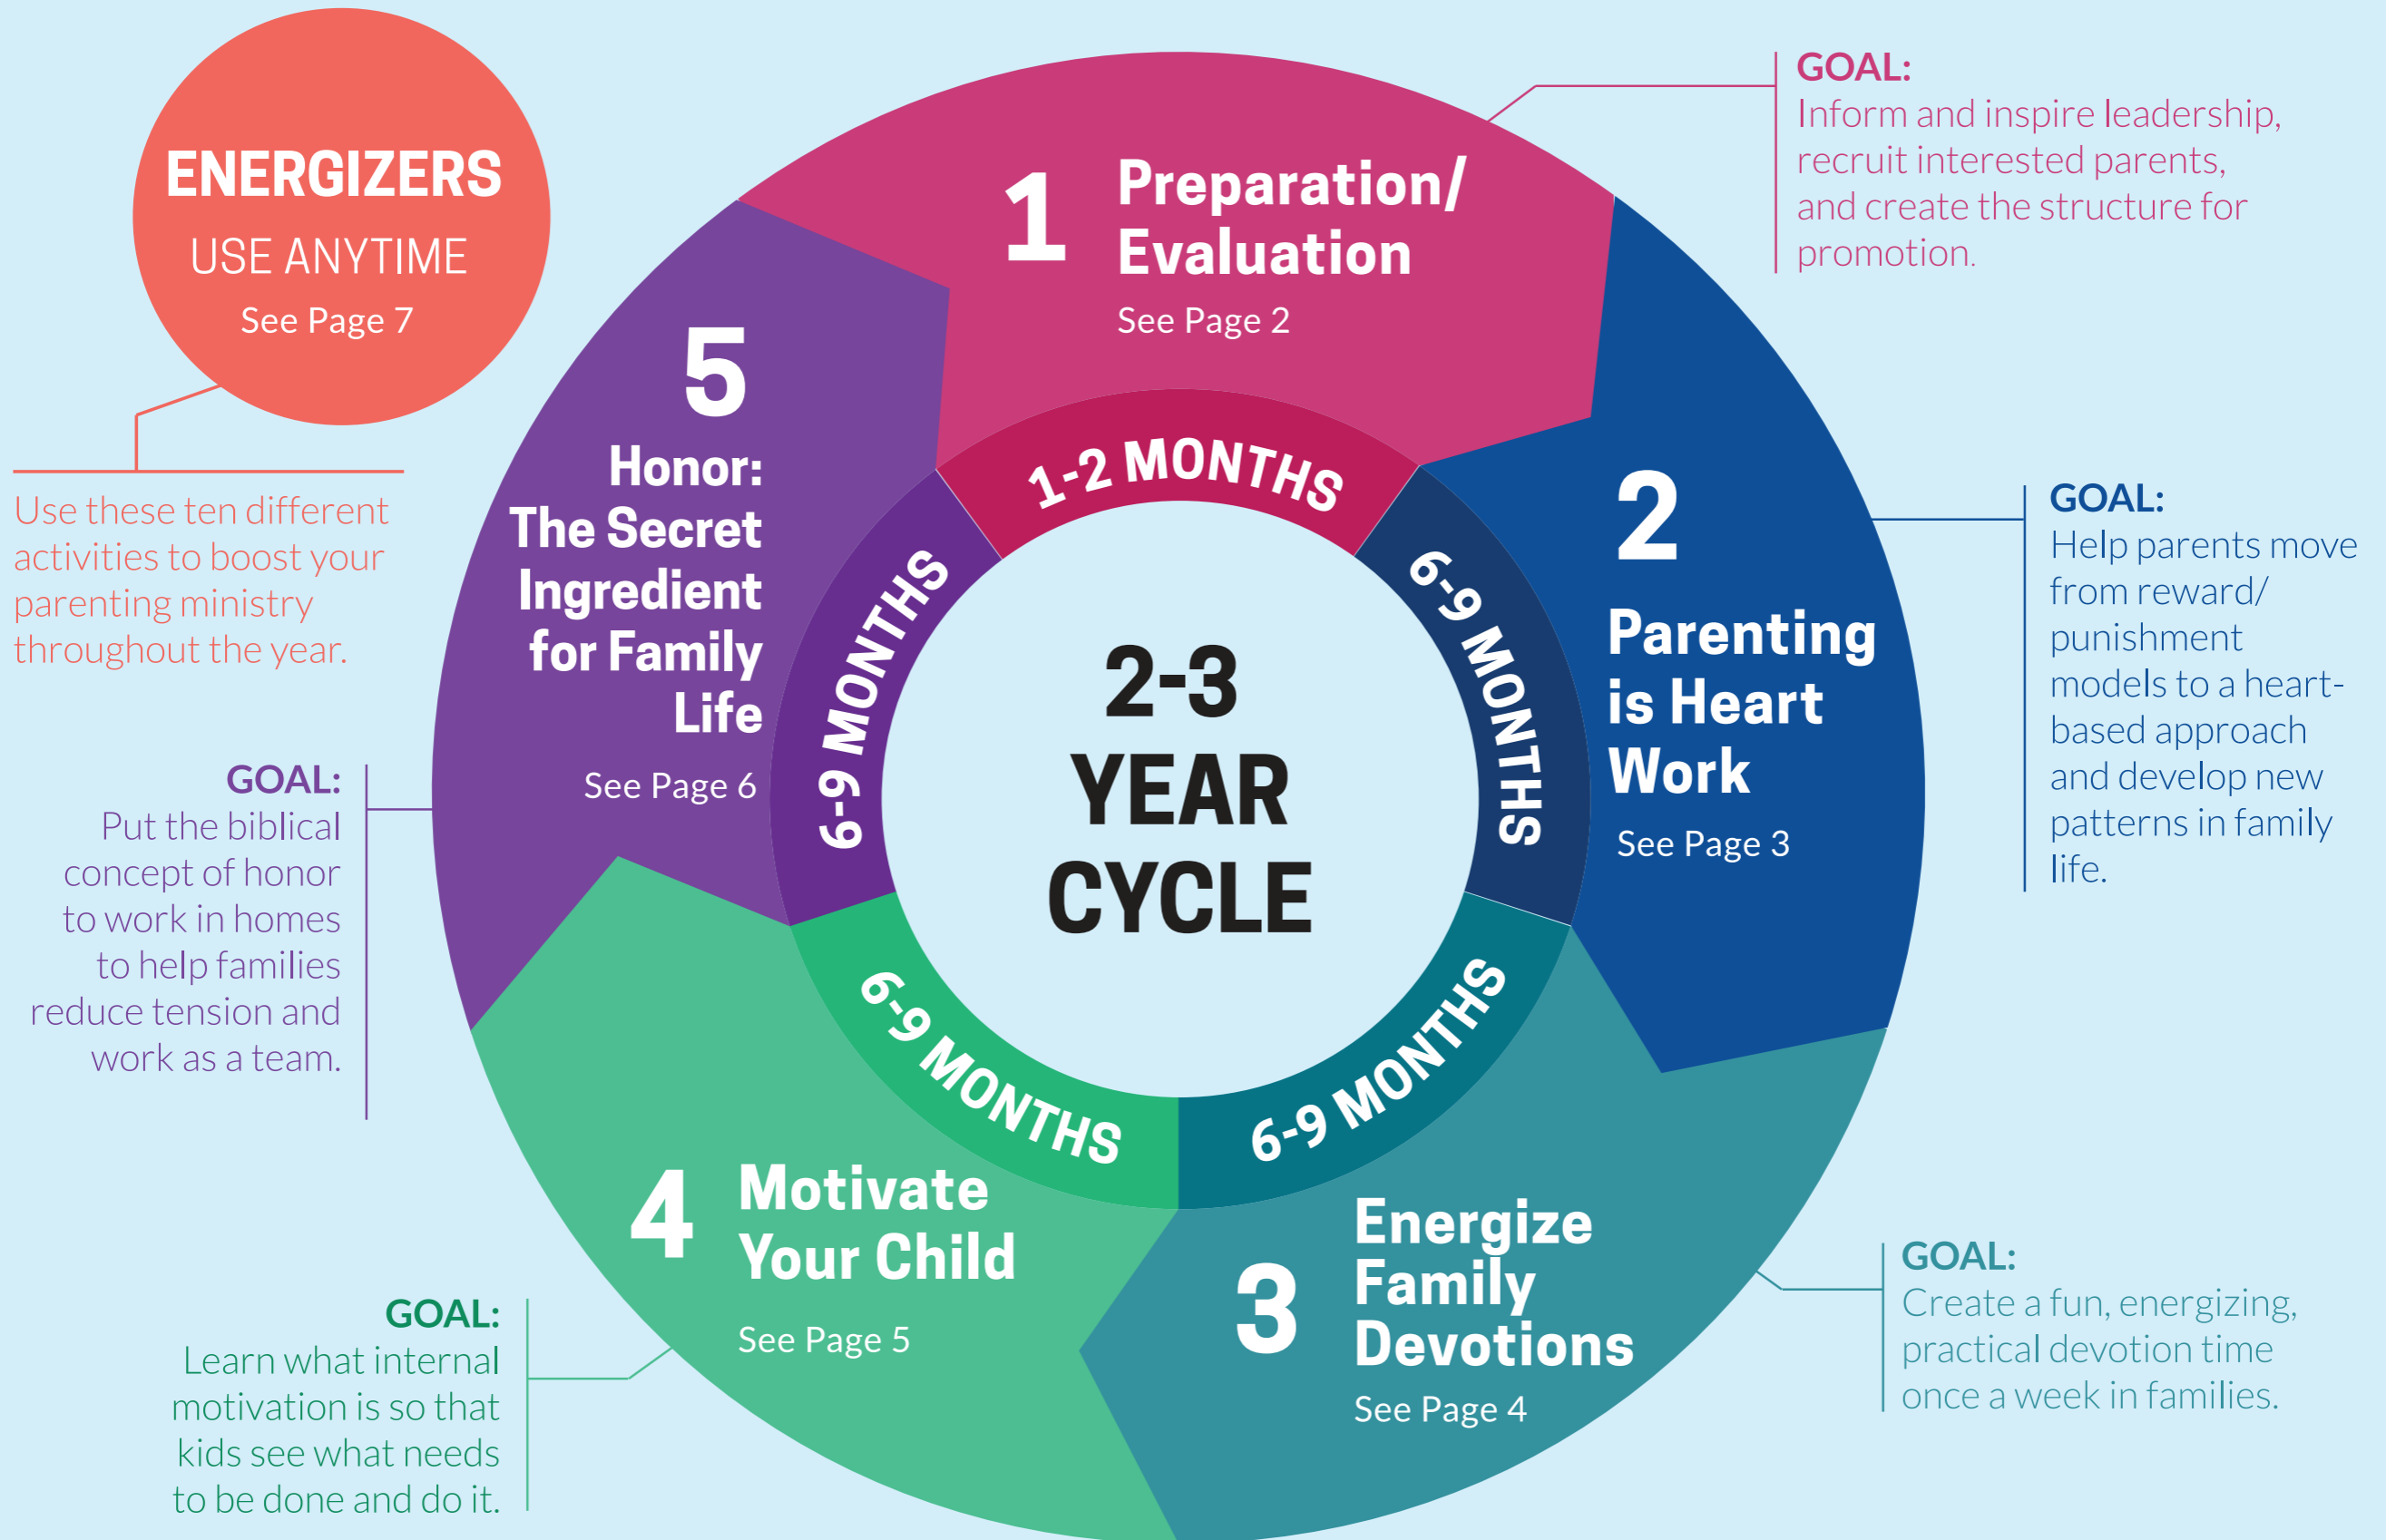 ENERGIZERS
USE ANYTIME
See Page 7
Use these ten different
activities to boost your
parenting ministry
throughout the year.
1
Preparation/
Evaluation
See Page 2
1-2 MONTHS
GOAL:
Inform and inspire leadership,
recruit interested parents,
and create the structure for
promotion.
2
Parenting
is Heart
Work
See Page 3
6-9 MONTHS
GOAL:
Help parents move
from reward/
punishment
models to a heart-
based approach
and develop new
patterns in family
life.
3
Energize
Family
Devotions
See Page 4
6-9 MONTHS
GOAL:
Create a fun, energizing,
practical devotion time
once a week in families.
4
Motivate
Your Child
See Page 5
6-9 MONTHS
GOAL:
Learn what internal
motivation is so that
kids see what needs
to be done and do it.
5
Honor:
The Secret
Ingredient
for Family
Life
See Page 6
6-9 MONTHS
GOAL:
Put the biblical
concept of honor
to work in homes
to help families
reduce tension and
work as a team.
2-3
YEAR
CYCLE